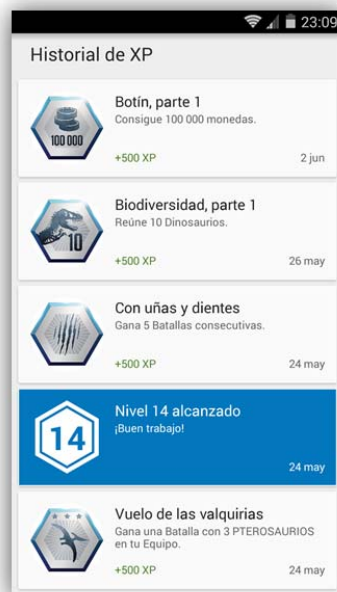 23:09
Historial de XP
100 000
Botín, parte 1
Consigue 100 000 monedas.
+500 XP
2 jun
10
Biodiversidad, parte 1
Reúne 10 Dinosaurios.
+500 XP
26 may
Con uñas y dientes
Gana 5 Batallas consecutivas.
+500 XP
24 may
14
Nivel 14 alcanzado
¡Buen trabajo!
24 may
Vuelo de las valquirias
Gana una Batalla con 3 PTEROSAURIOS
en tu Equipo.
+500 XP
24 may